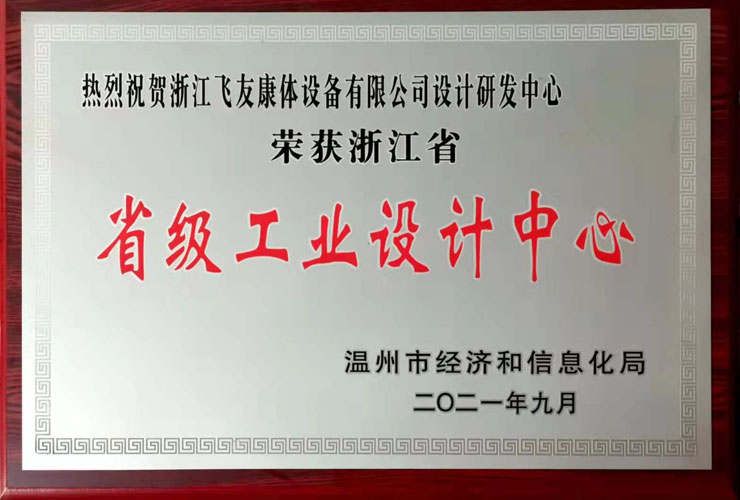 热烈祝贺浙江飞友康体设备有限公司设计研发中心
荣获浙江省
省级工业设计中心
温州市经济和信息化局
二〇二一年九月